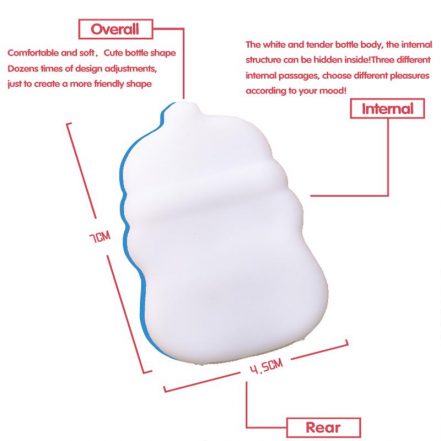 Overall
Comfortable and soft, Cute bottle shape
Dozens times of design adjustments,
just to create a more friendly shape
The white and tender bottle body, the internal
structure can be hidden inside!Three different
internal passages, choose different pleasures
according to your mood!
Internal
7CM
4.5CM
Rear